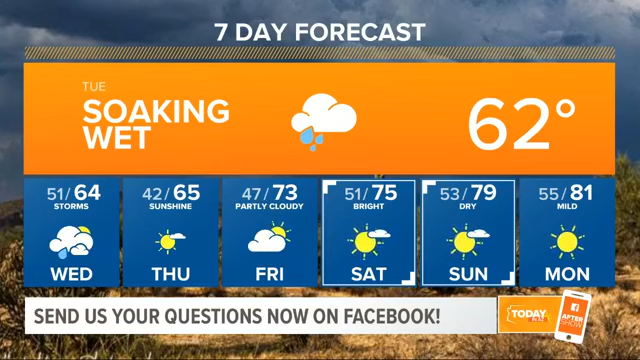 7 DAY FORECAST
TUE
SOAKING
WET
62°
51/64
STORMS
WED
42/65
SUNSHINE
THU
47/73
PARTLY CLOUDY
FRI
51/75
BRIGHT
SAT
53/79
DRY
SUN
55/81
MILD
MON
SEND US YOUR QUESTIONS NOW ON FACEBOOK!
TODAY
AFTER
SHOW